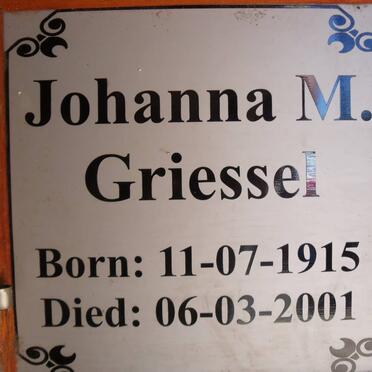 Johanna M.
Griessel
Born: 11-07-1915
Died: 06-03-2001